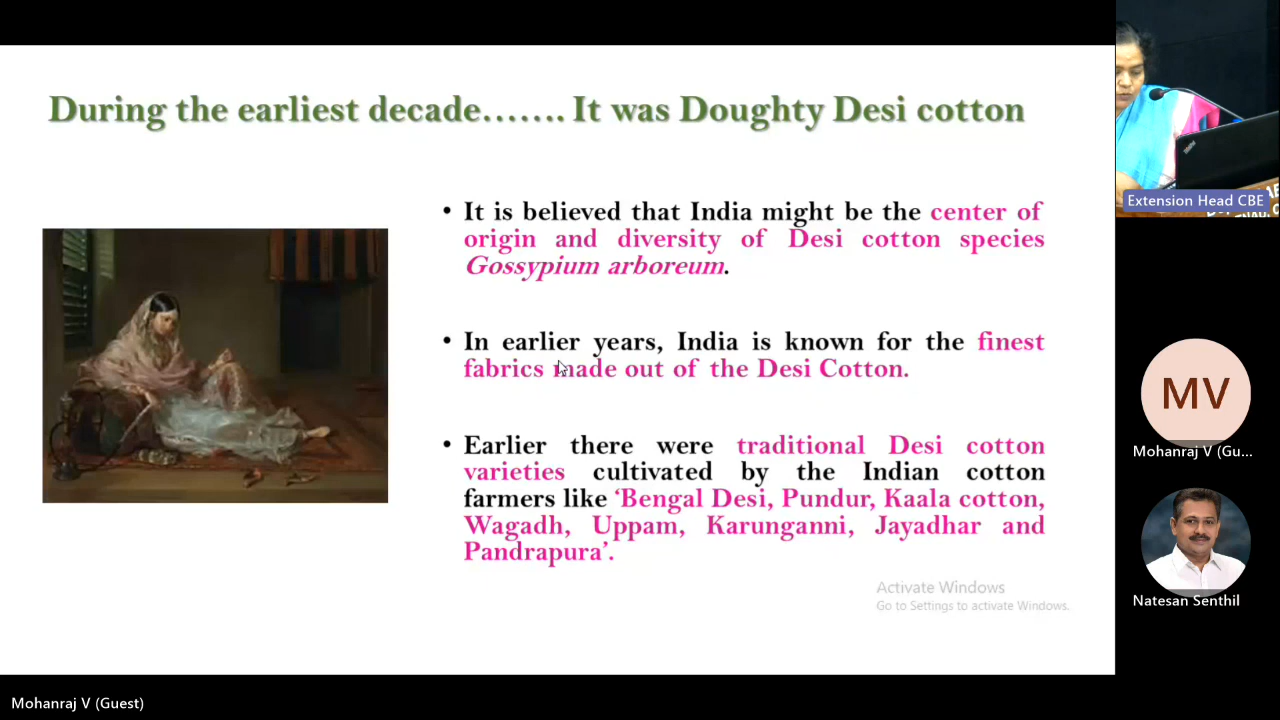 During the earliest decade....... It was Doughty Desi cotton
• It is believed that India might be the center of
origin and diversity of Desi cotton species
Gossypium arboreum.
• In earlier years, India is known for the finest
fabrics made out of the Desi Cotton.
• Earlier there were traditional Desi cotton
varieties cultivated by the Indian cotton
farmers like ‘Bengal Desi, Pundur, Kaala cotton,
Wagadh, Uppam, Karunganni, Jayadhar and
Pandrapura’.
Activate Windows
Go to Settings to activate Windows.
Extension Head CBE
MV
Mohanraj V (Gu...
Natesan Senthil
Mohanraj V (Guest)